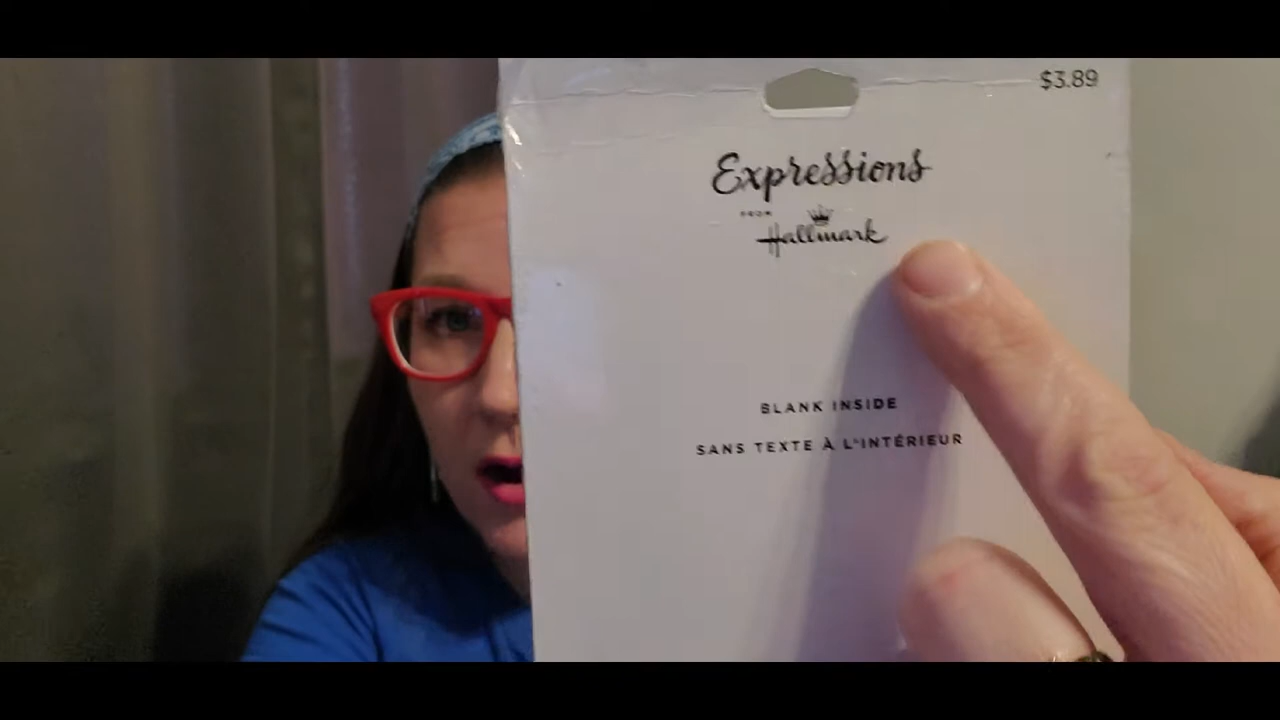 $3.89
Expressions
FROM
Hallmark
BLANK INSIDE
SANS TEXTE À L'INTÉRIEUR